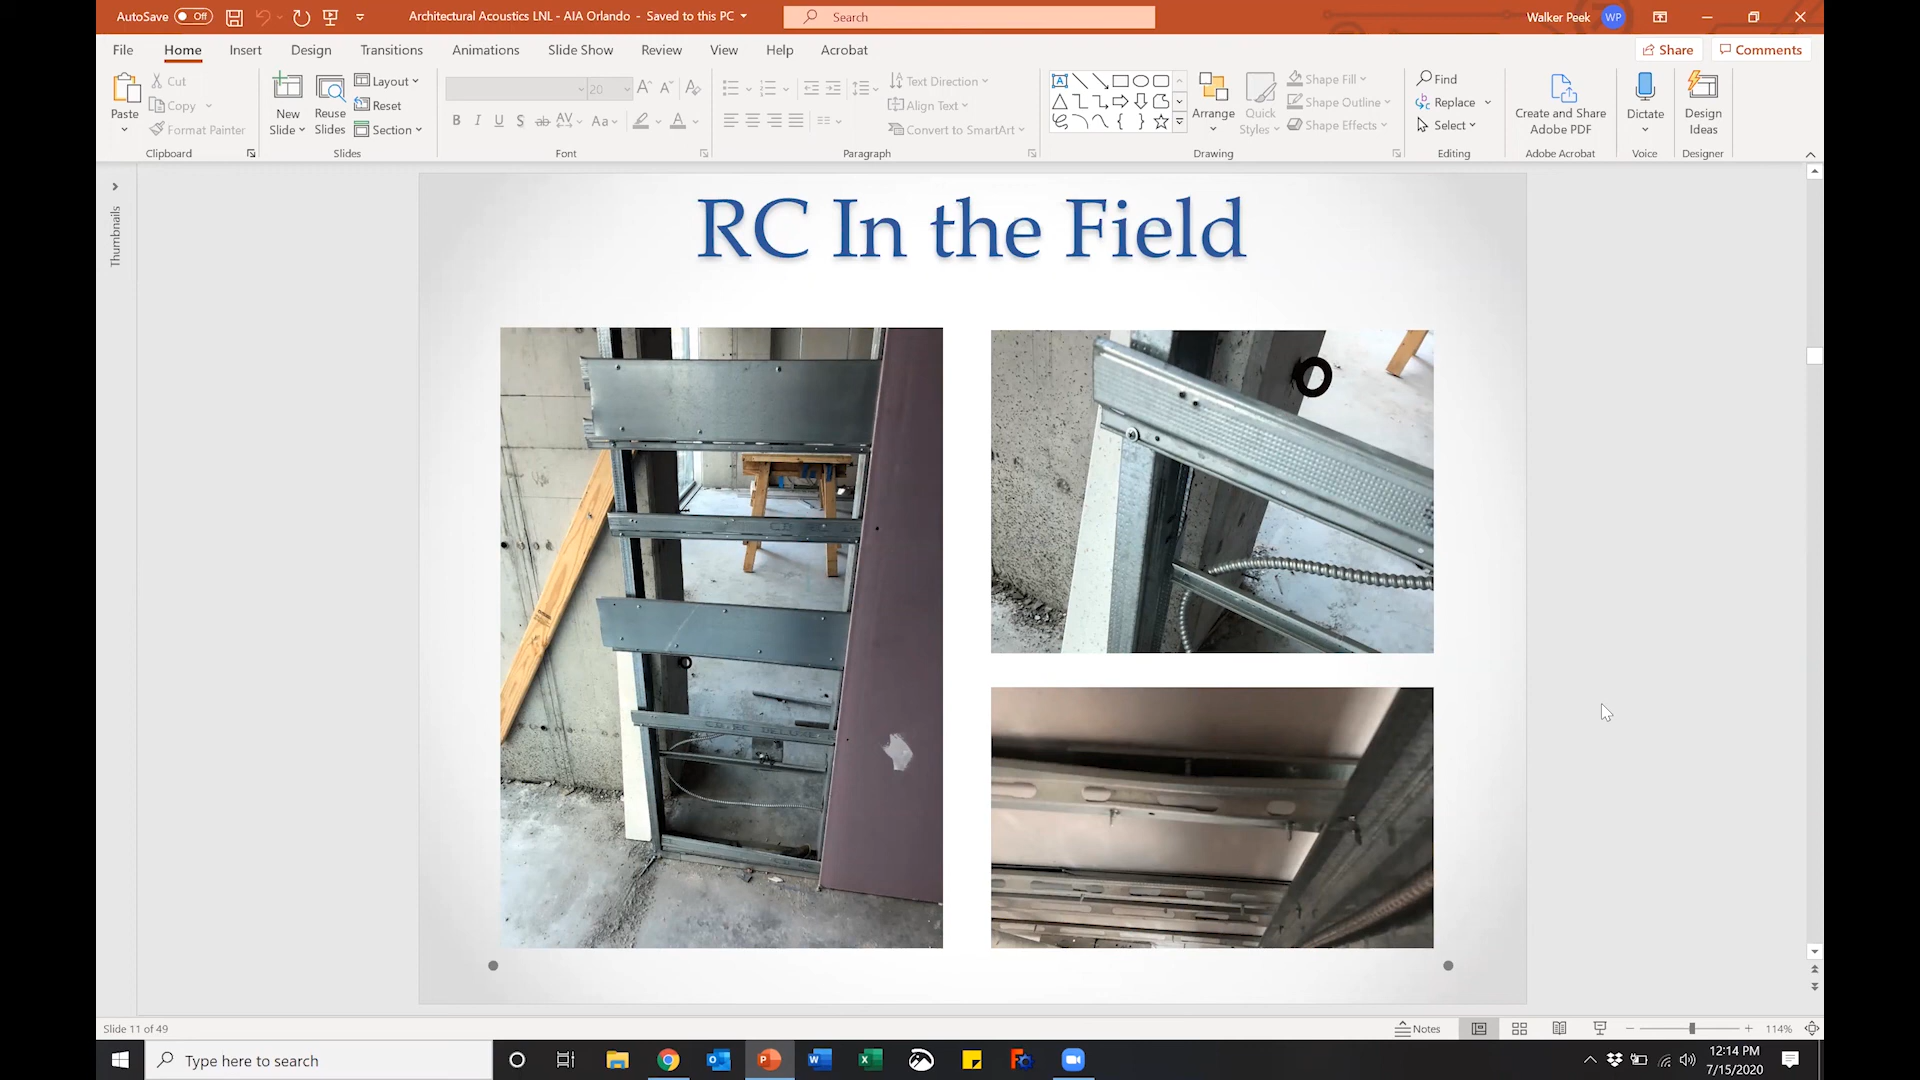 AutoSave Off
Architectural Acoustics LNL - AIA Orlando - Saved to this PC
Search
Walker Peek WP
File Home Insert Design Transitions Animations Slide Show Review View Help Acrobat
Share Comments
Paste
Cut
Copy
Format Painter
Clipboard
New Slide
Reuse Slides
Layout
Reset
Section
Slides
20
B I U S ab AV Aa A
Font
Text Direction
Align Text
Convert to SmartArt
Paragraph
Arrange
Quick Styles
Shape Fill
Shape Outline
Shape Effects
Drawing
Find
Replace
Select
Editing
Create and Share Adobe PDF
Adobe Acrobat
Dictate
Voice
Design Ideas
Designer
Thumbnails
RC In the Field
Slide 11 of 49
Notes
114%
Type here to search
12:14 PM
7/15/2020